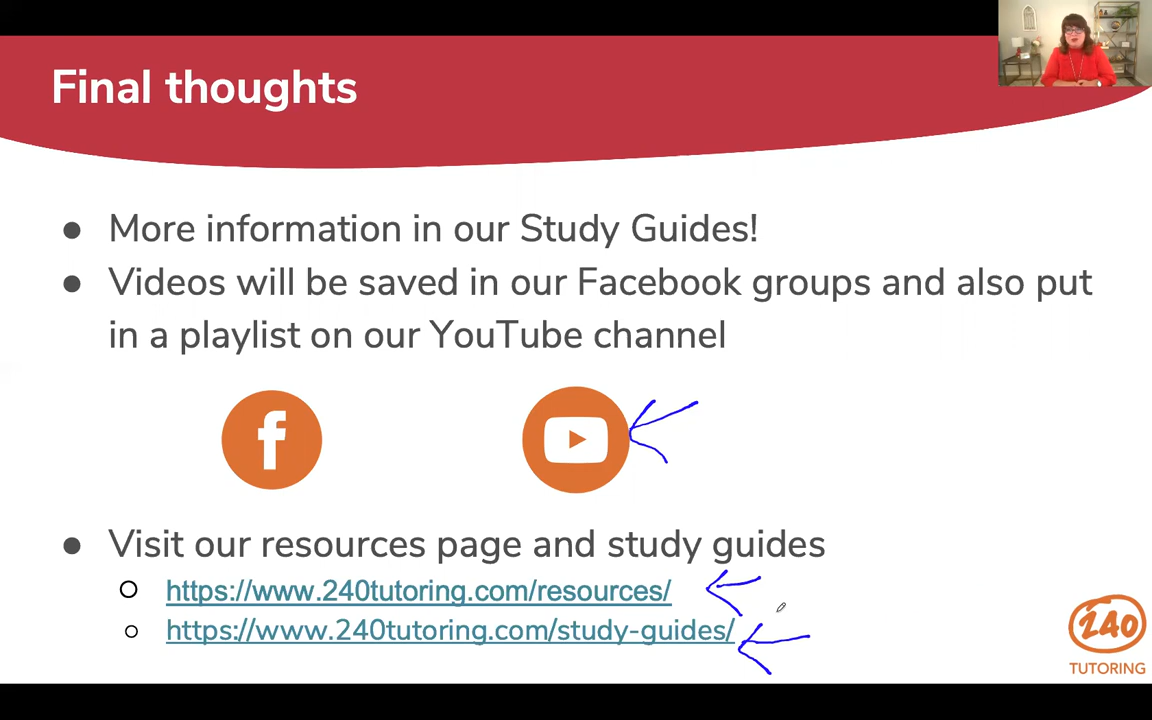 Final thoughts
● More information in our Study Guides!
● Videos will be saved in our Facebook groups and also put
in a playlist on our YouTube channel
f
● Visit our resources page and study guides
○ https://www.240tutoring.com/resources/
○ https://www.240tutoring.com/study-guides/
240
TUTORING